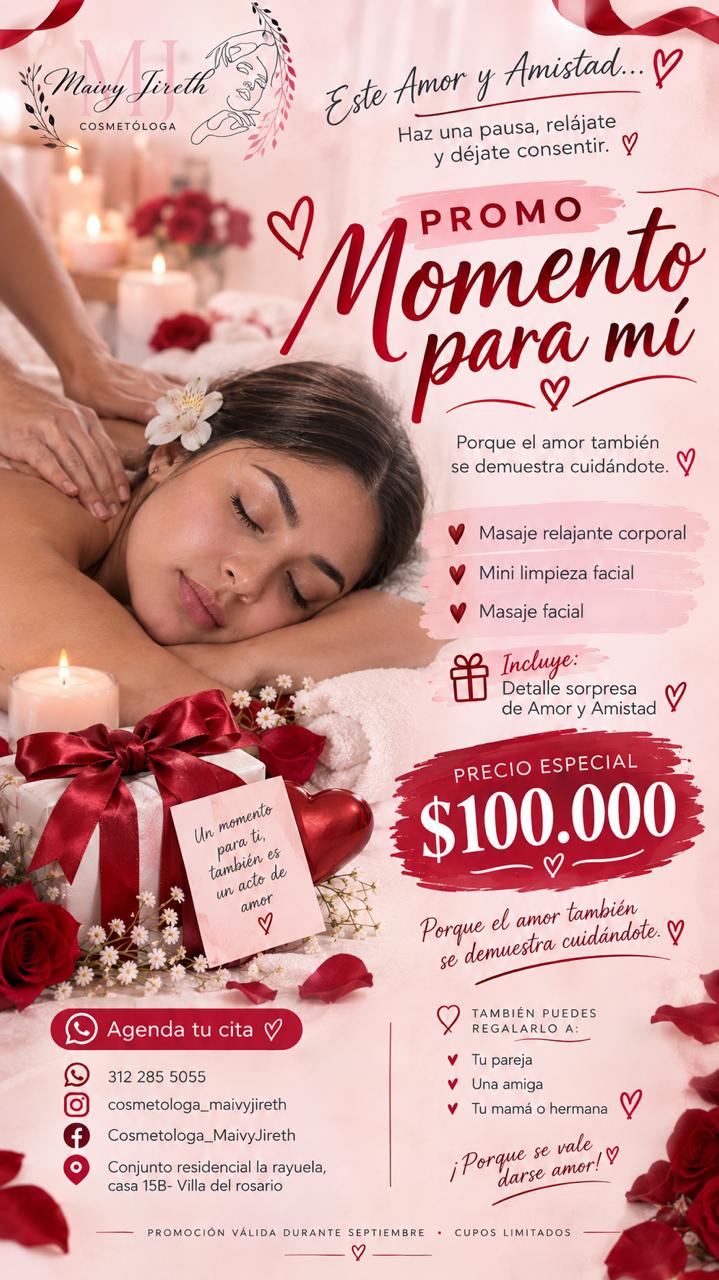 MJ
Maivy Jireth
COSMETÓLOGA
Este Amor y Amistad...
Haz una pausa, relájate
y déjate consentir.
PROMO
Momento
para mí
Porque el amor también
se demuestra cuidándote.
Masaje relajante corporal
Mini limpieza facial
Masaje facial
Incluye:
Detalle sorpresa
de Amor y Amistad
PRECIO ESPECIAL
$100.000
Un momento
para ti,
también es
un acto de
amor
Porque el amor también
se demuestra cuidándote.
Agenda tu cita
312 285 5055
cosmetologa_maivyjireth
Cosmetologa_MaivyJireth
Conjunto residencial la rayuela,
casa 15B- Villa del rosario
TAMBIÉN PUEDES
REGALARLO A:
Tu pareja
Una amiga
Tu mamá o hermana
¡Porque se vale
darse amor!
PROMOCIÓN VÁLIDA DURANTE SEPTIEMBRE • CUPOS LIMITADOS